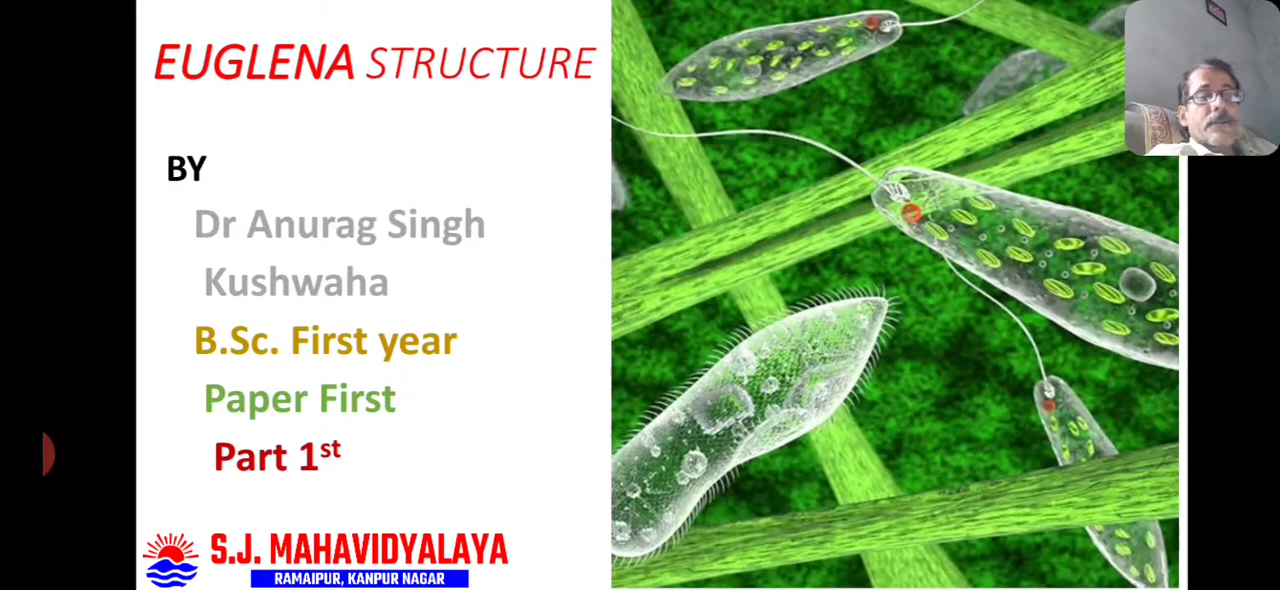 EUGLENA STRUCTURE
BY
Dr Anurag Singh
Kushwaha
B.Sc. First year
Paper First
Part 1st
S.J. MAHAVIDYALAYA
RAMAIPUR, KANPUR NAGAR